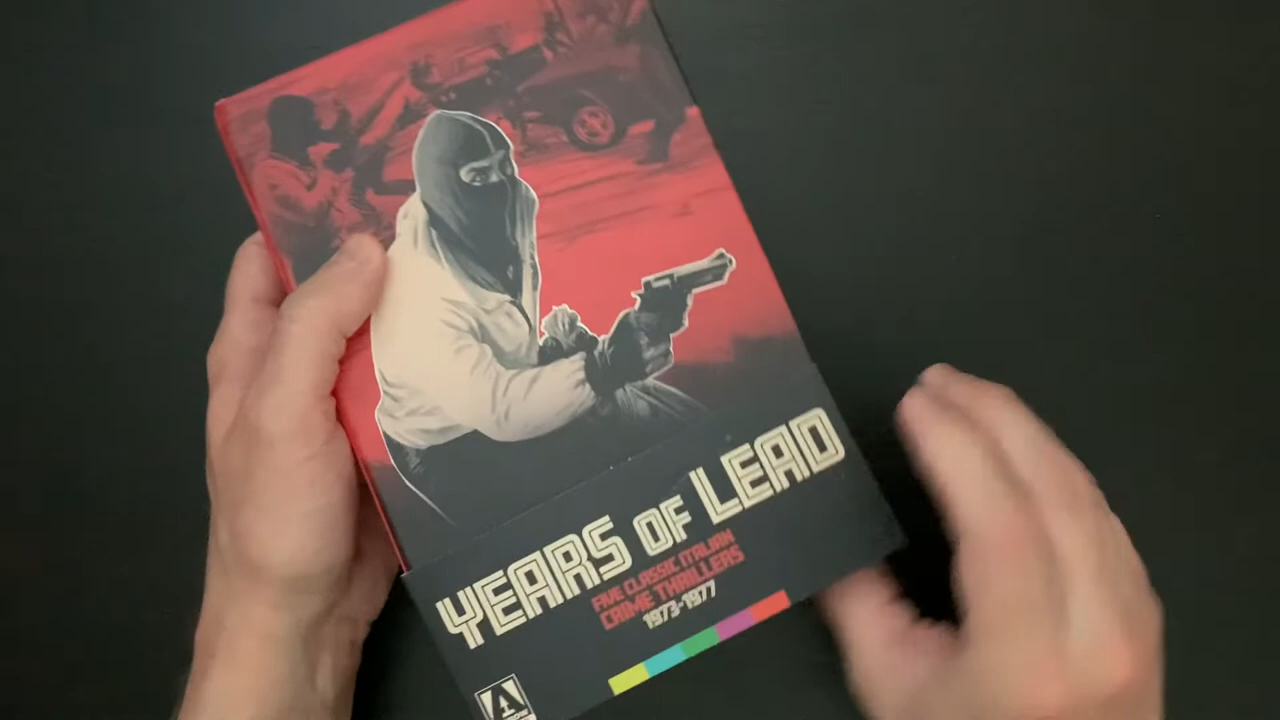 YEARS OF LEAD
FIVE CLASSIC ITALIAN
CRIME THRILLERS
1973-1977